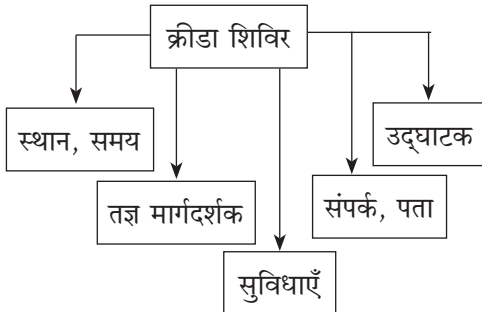 क्रीडा शिविर
स्थान, समय
उद्‌घाटक
तज्ञ मार्गदर्शक
संपर्क, पता
सुविधाएँ